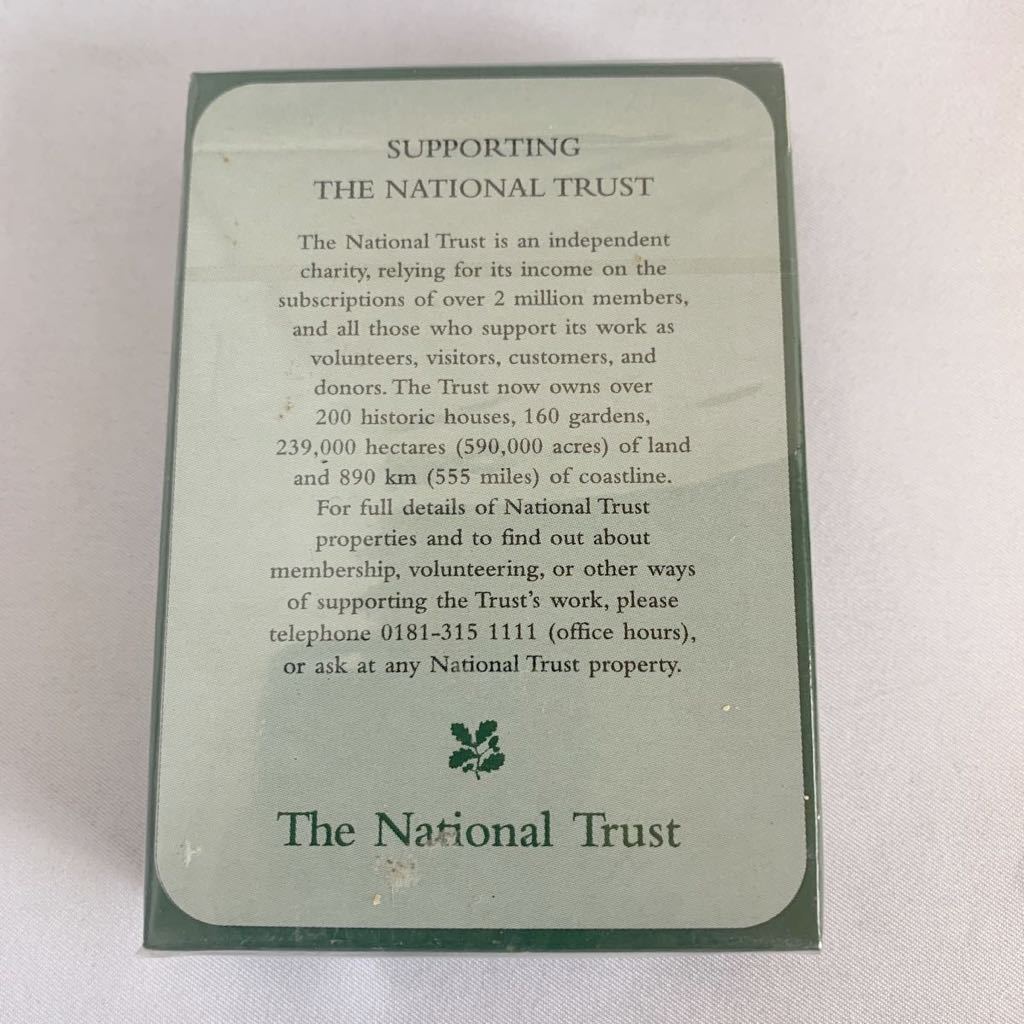 SUPPORTING
THE NATIONAL TRUST
The National Trust is an independent
charity, relying for its income on the
subscriptions of over 2 million members,
and all those who support its work as
volunteers, visitors, customers, and
donors. The Trust now owns over
200 historic houses, 160 gardens,
239,000 hectares (590,000 acres) of land
and 890 km (555 miles) of coastline.
For full details of National Trust
properties and to find out about
membership, volunteering, or other ways
of supporting the Trust's work, please
telephone 0181-315 1111 (office hours),
or ask at any National Trust property.
The National Trust